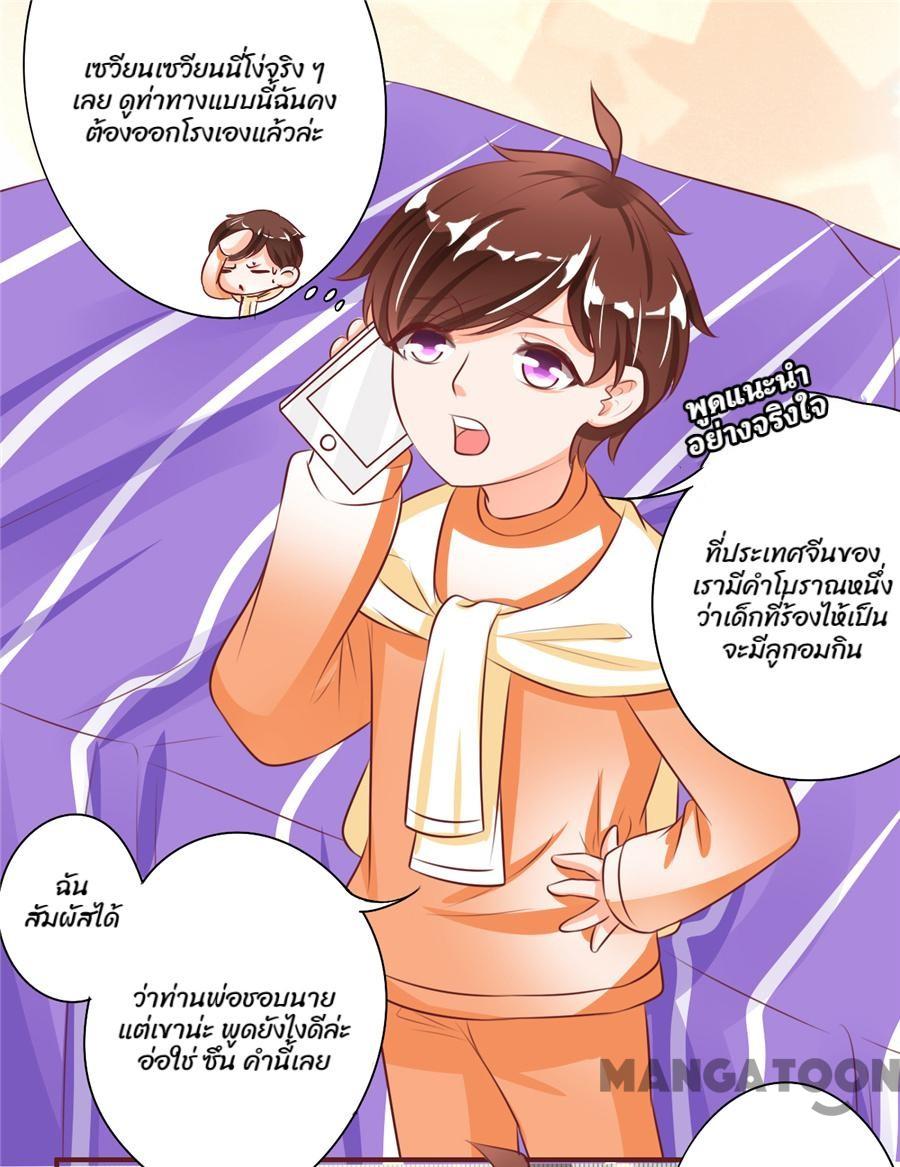 เซวียนเซวียนนี่โง่จริง ๆ
เลย ดูท่าทางแบบนี้ฉันคง
ต้องออกโรงเองแล้วล่ะ
พูดแนะนำ
อย่างจริงใจ
ที่ประเทศจีนของ
เรามีคำโบราณหนึ่ง
ว่าเด็กที่ร้องไห้เป็น
จะมีลูกอมกิน
ฉัน
สัมผัสได้
ว่าท่านพ่อชอบนาย
แต่เขาน่ะ พูดยังไงดีล่ะ
อ่อใช่ ซึน คำนี้เลย
MANGATOON